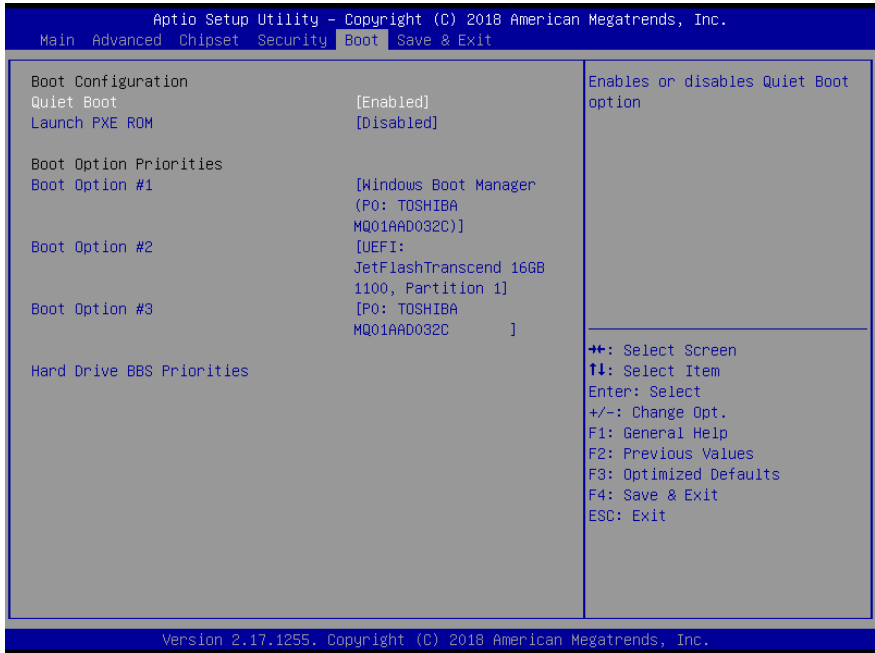 Aptio Setup Utility – Copyright (C) 2018 American Megatrends, Inc.
Main Advanced Chipset Security Boot Save & Exit
Boot Configuration
Quiet Boot [Enabled]
Launch PXE ROM [Disabled]
Boot Option Priorities
Boot Option #1 [Windows Boot Manager
(P0: TOSHIBA
MQ01AAD032C)]
Boot Option #2 [UEFI:
JetFlashTranscend 16GB
1100, Partition 1]
Boot Option #3 [P0: TOSHIBA
MQ01AAD032C ]
Hard Drive BBS Priorities
Enables or disables Quiet Boot
option
→←: Select Screen
↑↓: Select Item
Enter: Select
+/-: Change Opt.
F1: General Help
F2: Previous Values
F3: Optimized Defaults
F4: Save & Exit
ESC: Exit
Version 2.17.1255. Copyright (C) 2018 American Megatrends, Inc.